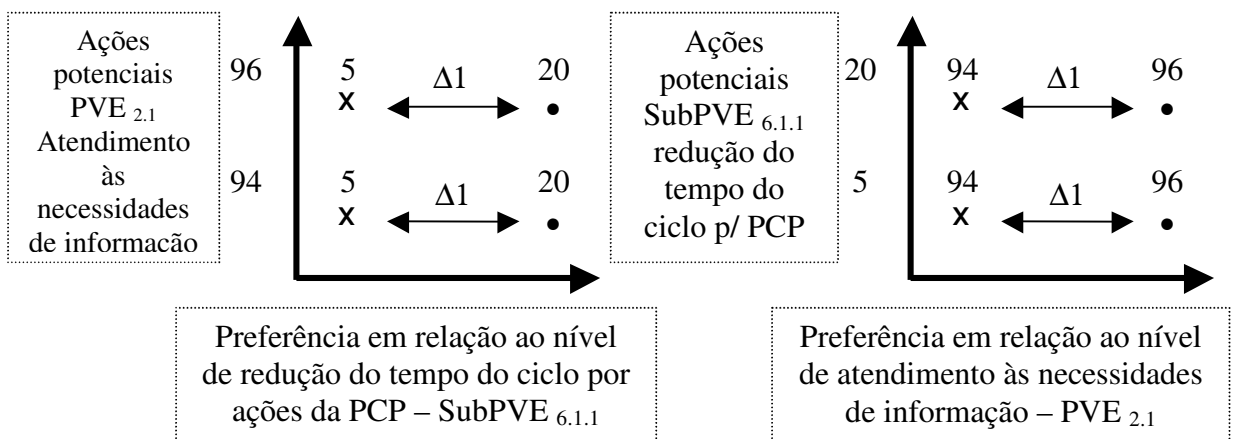 Ações
potenciais
PVE 2.1
Atendimento
às
necessidades
de informacão
96
5
x
Δ1
20
•
94
5
x
Δ1
20
•
Preferência em relação ao nível
de redução do tempo do ciclo por
ações da PCP – SubPVE 6.1.1
Ações
potenciais
SubPVE 6.1.1
redução do
tempo do
ciclo p/ PCP
20
94
x
Δ1
96
•
5
94
x
Δ1
96
•
Preferência em relação ao nível
de atendimento às necessidades
de informação – PVE 2.1